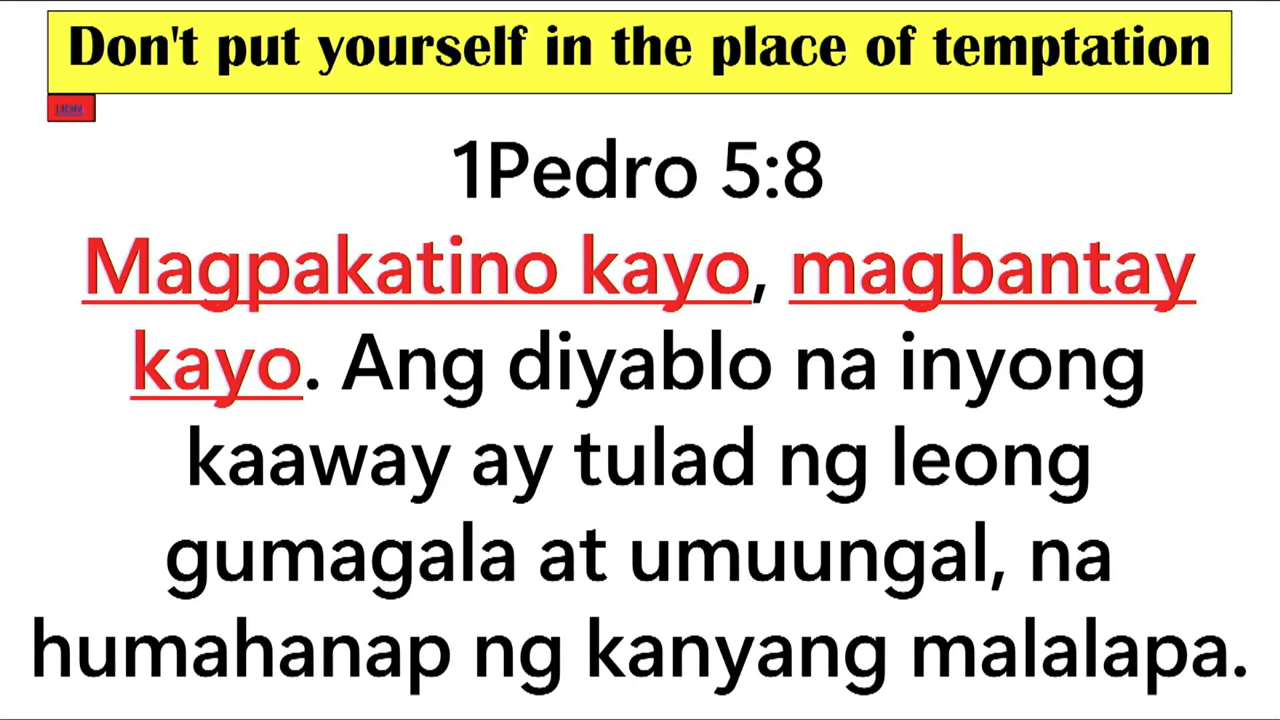 Don't put yourself in the place of temptation
1Pedro 5:8
Magpakatino kayo, magbantay
kayo. Ang diyablo na inyong
kaaway ay tulad ng leong
gumagala at umuungal, na
humahanap ng kanyang malalapa.